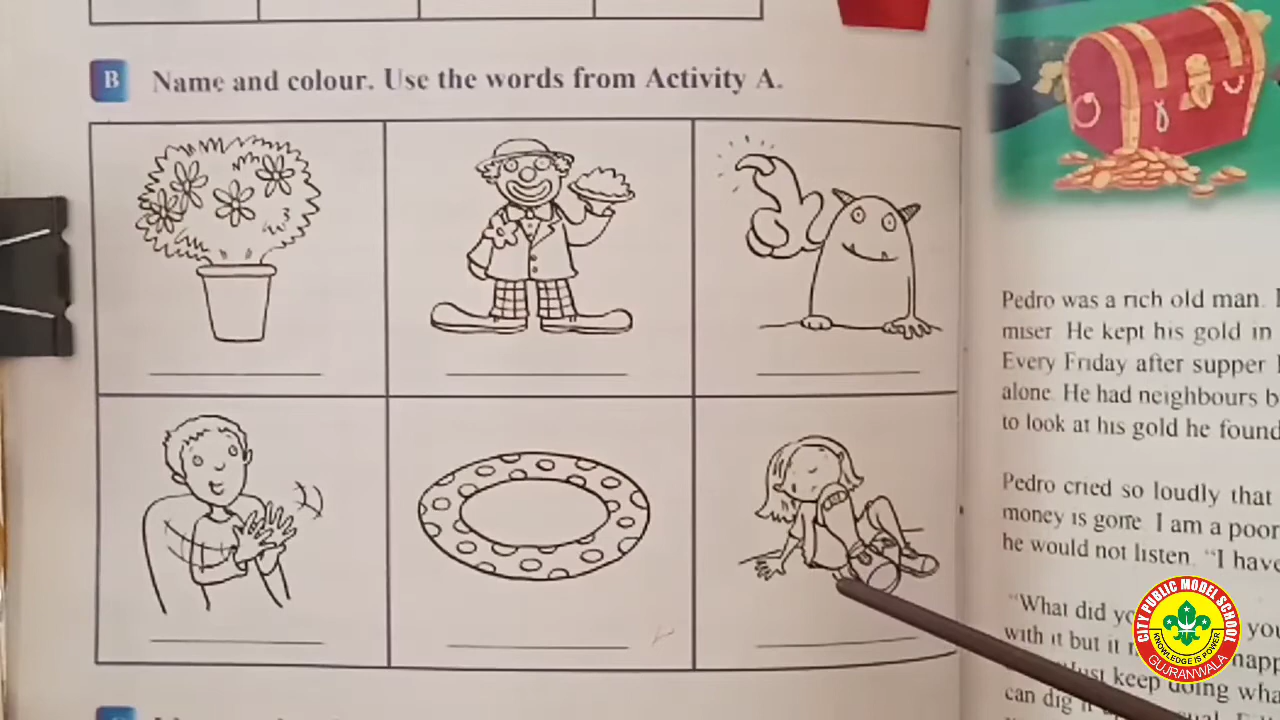 B Name and colour. Use the words from Activity A.
Pedro was a rich old man.
miser. He kept his gold in
Every Friday after supper
alone. He had neighbours
to look at his gold he found
Pedro cried so loudly that
money is gone. I am a poor
he would not listen. "I have
"What did
with it but it
Just keep doing
can dig
CITY PUBLIC MODEL SCHOOL
KNOWLEDGE IS POWER
GUJRANWALA